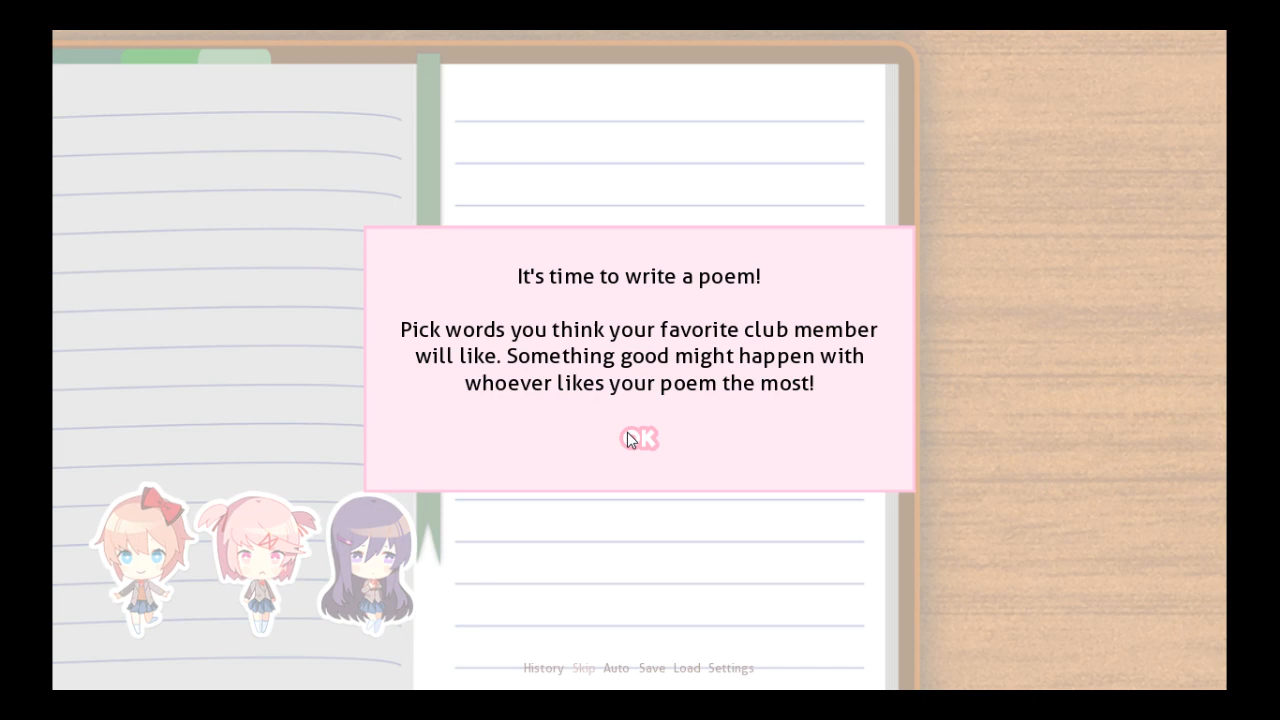 It's time to write a poem!
Pick words you think your favorite club member
will like. Something good might happen with
whoever likes your poem the most!
OK
History Skip Auto Save Load Settings